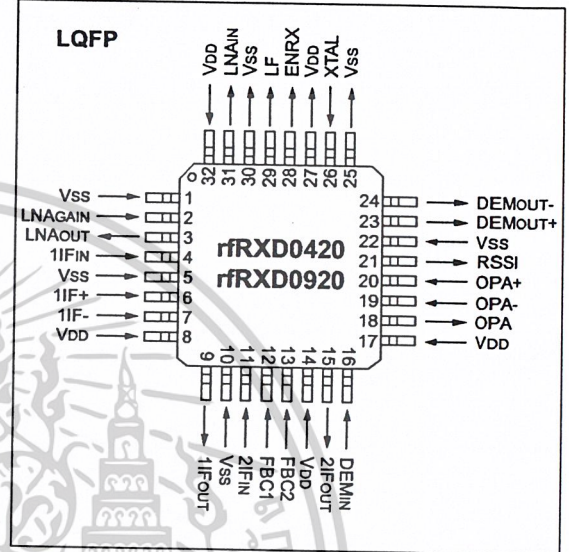 LQFP
VDD
LNAIN
VSS
LF
ENRX
VDD
XTAL
VSS
32 31 30 29 28 27 26 25
VSS 1
LNAGAIN 2
LNAOUT 3
1IFIN 4
VSS 5
1IF+ 6
1IF- 7
VDD 8
rfRXD0420
rfRXD0920
24 DEMOUT-
23 DEMOUT+
22 VSS
21 RSSI
20 OPA+
19 OPA-
18 OPA
17 VDD
9 10 11 12 13 14 15 16
1IFOUT
VSS
2IFIN
FBC1
FBC2
VDD
2IFOUT
DEMIN